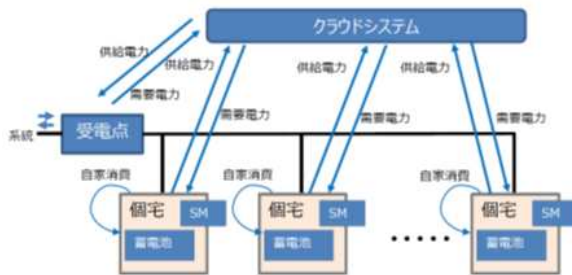 クラウドシステム
供給電力
供給電力
需要電力
供給電力
供給電力
需要電力
需要電力
需要電力
系統
受電点
自家消費
自家消費
自家消費
個宅
SM
蓄電池
個宅
SM
蓄電池
個宅
SM
蓄電池